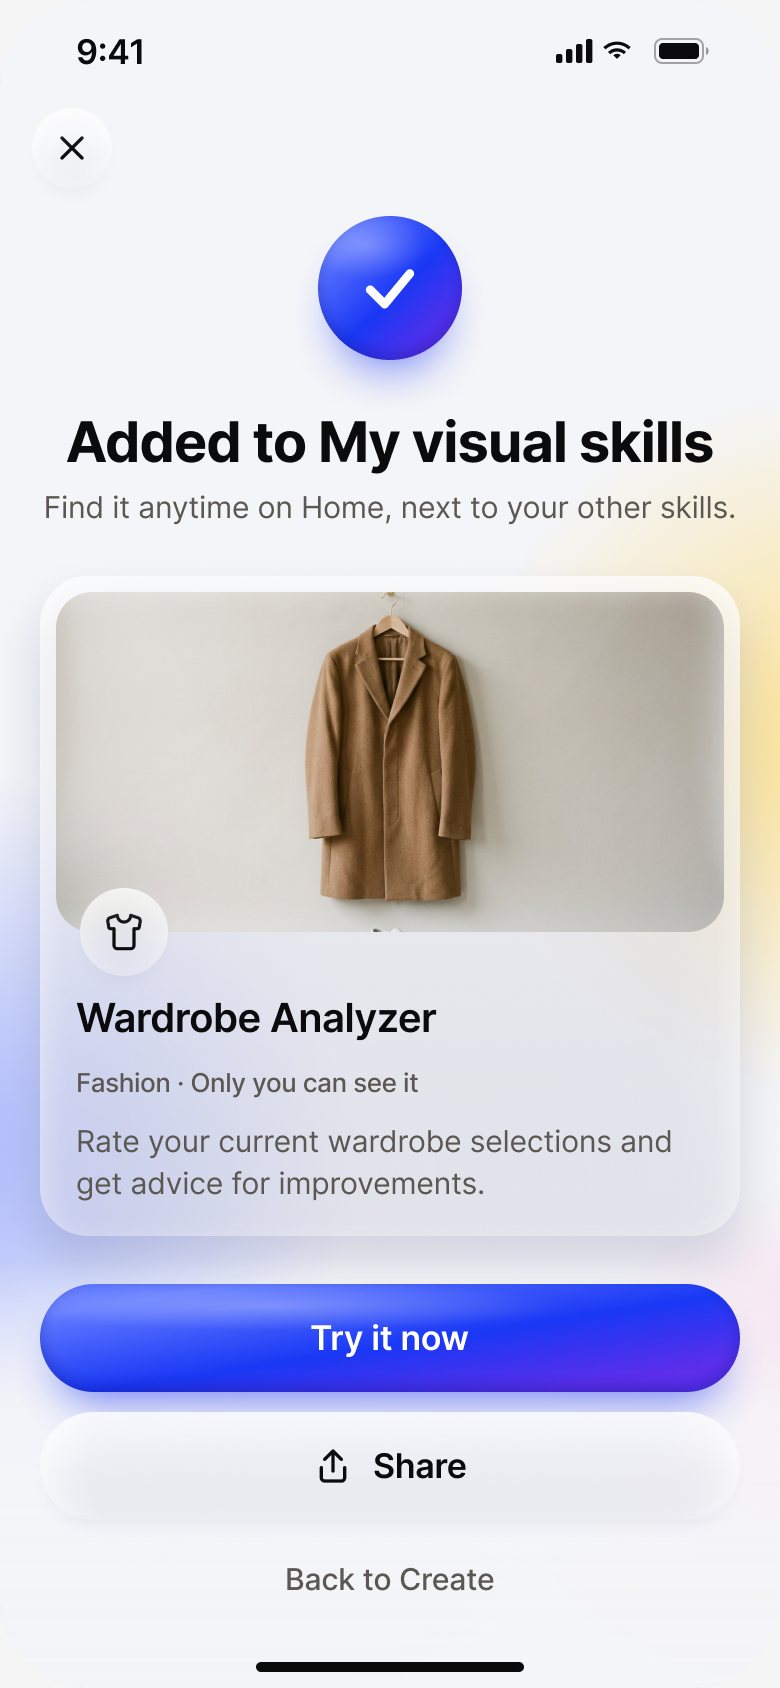 9:41
Added to My visual skills
Find it anytime on Home, next to your other skills.
Wardrobe Analyzer
Fashion · Only you can see it
Rate your current wardrobe selections and
get advice for improvements.
Try it now
Share
Back to Create